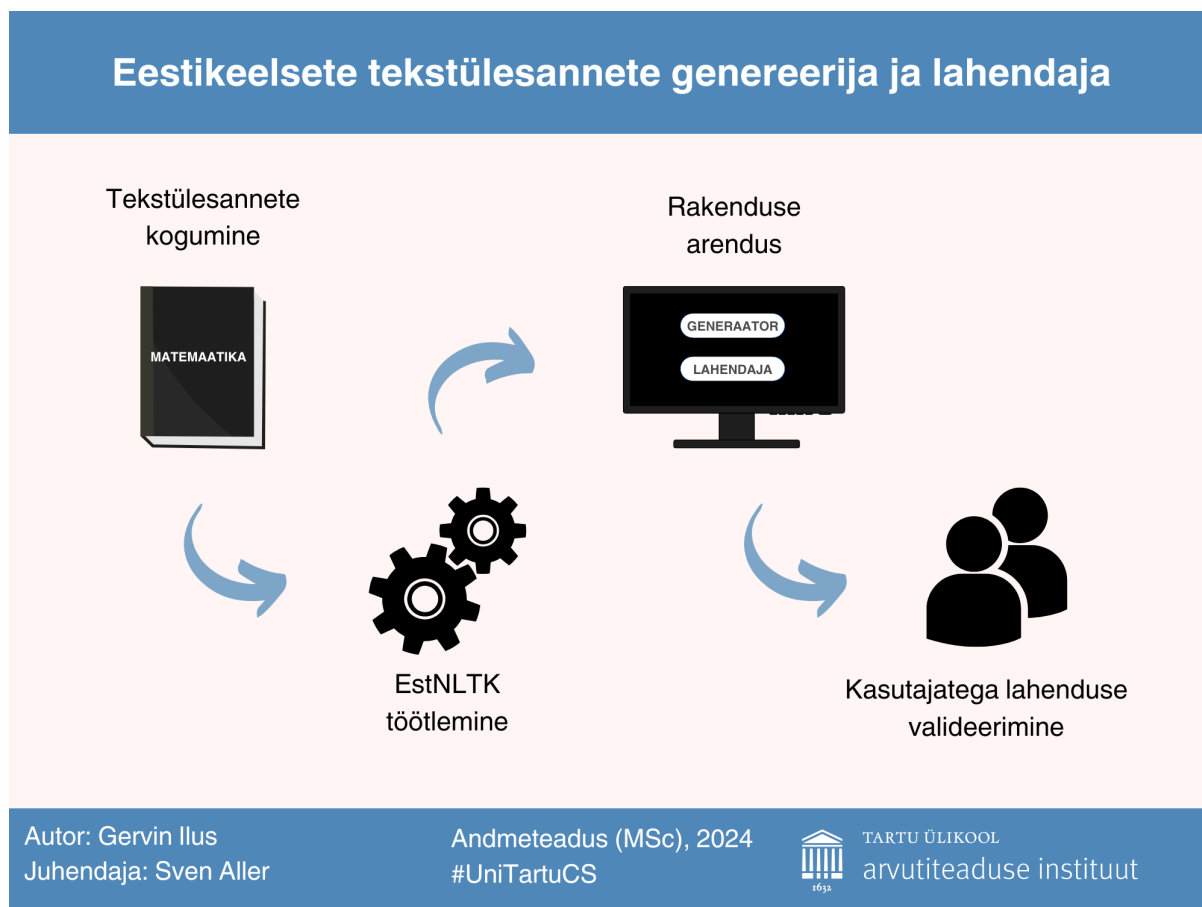 Eestikeelsete tekstülesannete genereerija ja lahendaja
Tekstülesannete
kogumine
MATEMAATIKA
EstNLTK
töötlemine
Rakenduse
arendus
GENERAATOR
LAHENDAJA
Kasutajatega lahenduse
valideerimine
Autor: Gervin Ilus
Juhendaja: Sven Aller
Andmeteadus (MSc), 2024
#UniTartuCS
1632
TARTU ÜLIKOOL
arvutiteaduse instituut